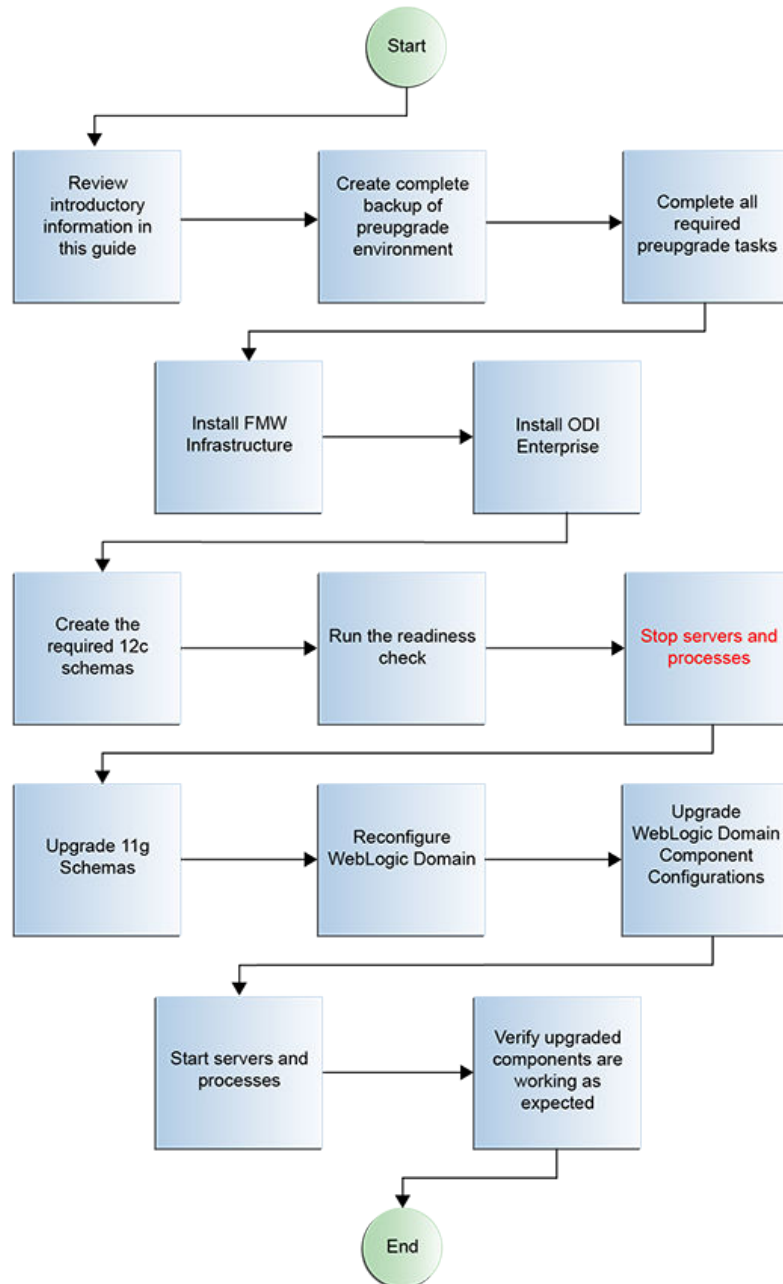 Start
Review
introductory
information in
this guide
Create complete
backup of
preupgrade
environment
Complete all
required
preupgrade tasks
Install FMW
Infrastructure
Install ODI
Enterprise
Create the
required 12c
schemas
Run the readiness
check
Stop servers and
processes
Upgrade 11g
Schemas
Reconfigure
WebLogic Domain
Upgrade
WebLogic Domain
Component
Configurations
Start servers and
processes
Verify upgraded
components are
working as
expected
End